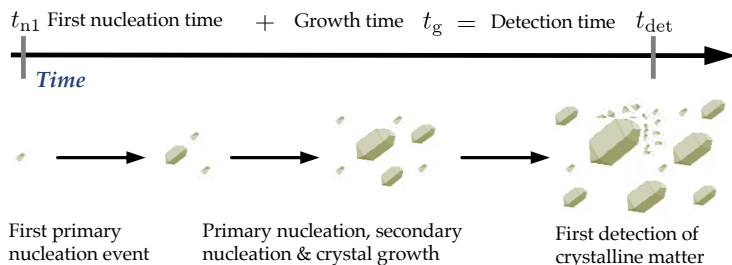 t_n1 First nucleation time + Growth time t_g = Detection time t_det
Time
First primary
nucleation event
Primary nucleation, secondary
nucleation & crystal growth
First detection of
crystalline matter